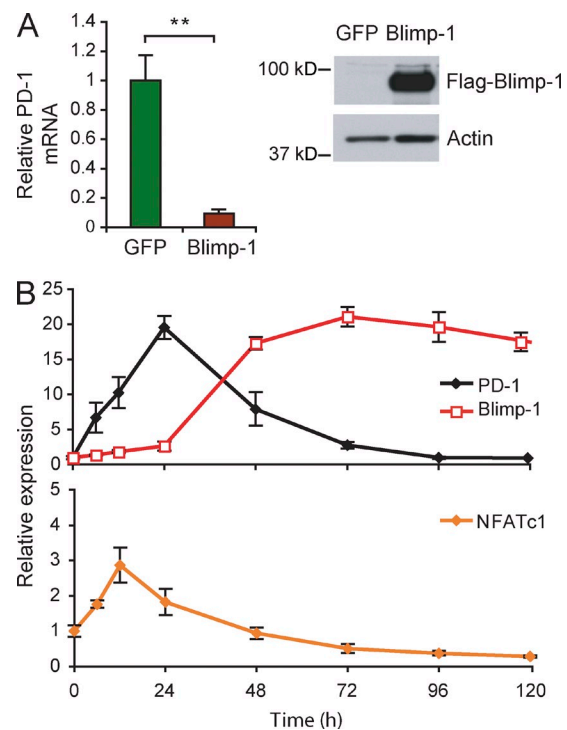 A
1.4
1.2
1
0.8
0.6
0.4
0.2
0
Relative PD-1
mRNA
**
GFP Blimp-1
GFP Blimp-1
100 kD
Flag-Blimp-1
Actin
37 kD
B
25
20
15
10
5
0
PD-1
Blimp-1
Relative expression
5
4
3
2
1
0
NFATc1
0 24 48 72 96 120
Time (h)